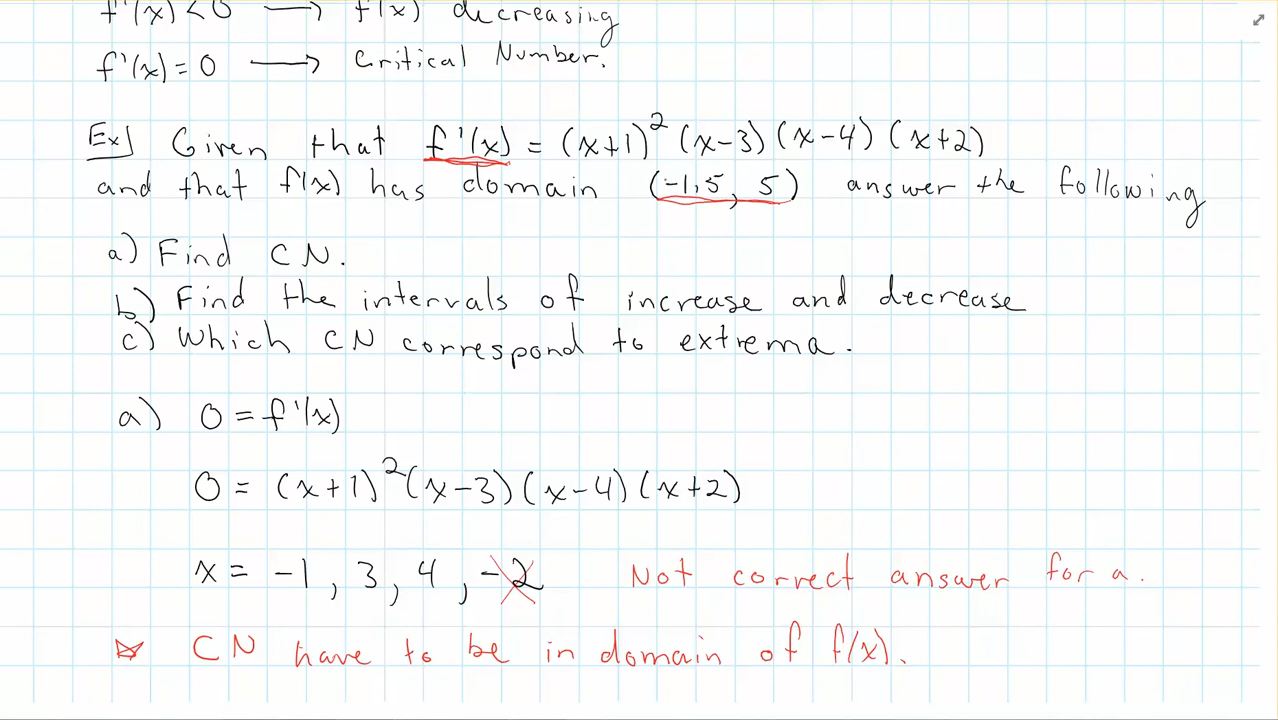 f'(x) < 0 ⟶ f(x) decreasing
f'(x) = 0 ⟶ Critical Number.
Ex] Given that f'(x) = (x+1)²(x-3)(x-4)(x+2)
and that f(x) has domain (-1.5, 5) answer the following
a) Find CN.
b) Find the intervals of increase and decrease
c) Which CN correspond to extrema.
a) 0 = f'(x)
0 = (x+1)²(x-3)(x-4)(x+2)
x = -1, 3, 4, -2 Not correct answer for a.
☆ CN have to be in domain of f(x).